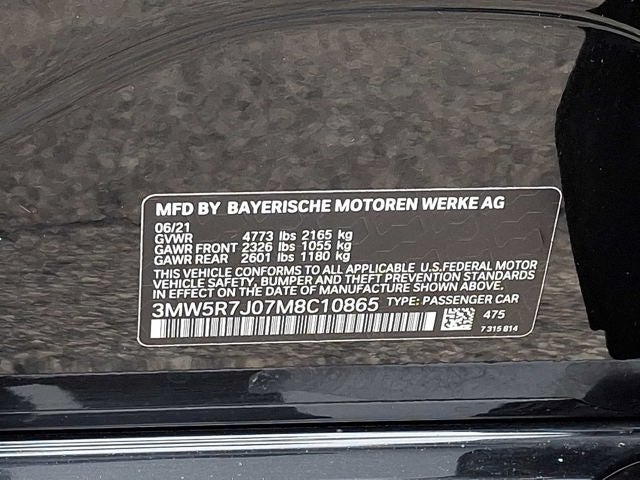 MFD BY BAYERISCHE MOTOREN WERKE AG
06/21
GVWR 4773 lbs 2165 kg
GAWR FRONT 2326 lbs 1055 kg
GAWR REAR 2601 lbs 1180 kg
THIS VEHICLE CONFORMS TO ALL APPLICABLE U.S.FEDERAL MOTOR
VEHICLE SAFETY, BUMPER, AND THEFT PREVENTION STANDARDS
IN EFFECT ON THE DATE OF MANUFACTURE SHOWN ABOVE.
3MW5R7J07M8C10865 TYPE: PASSENGER CAR
475
7 315 814